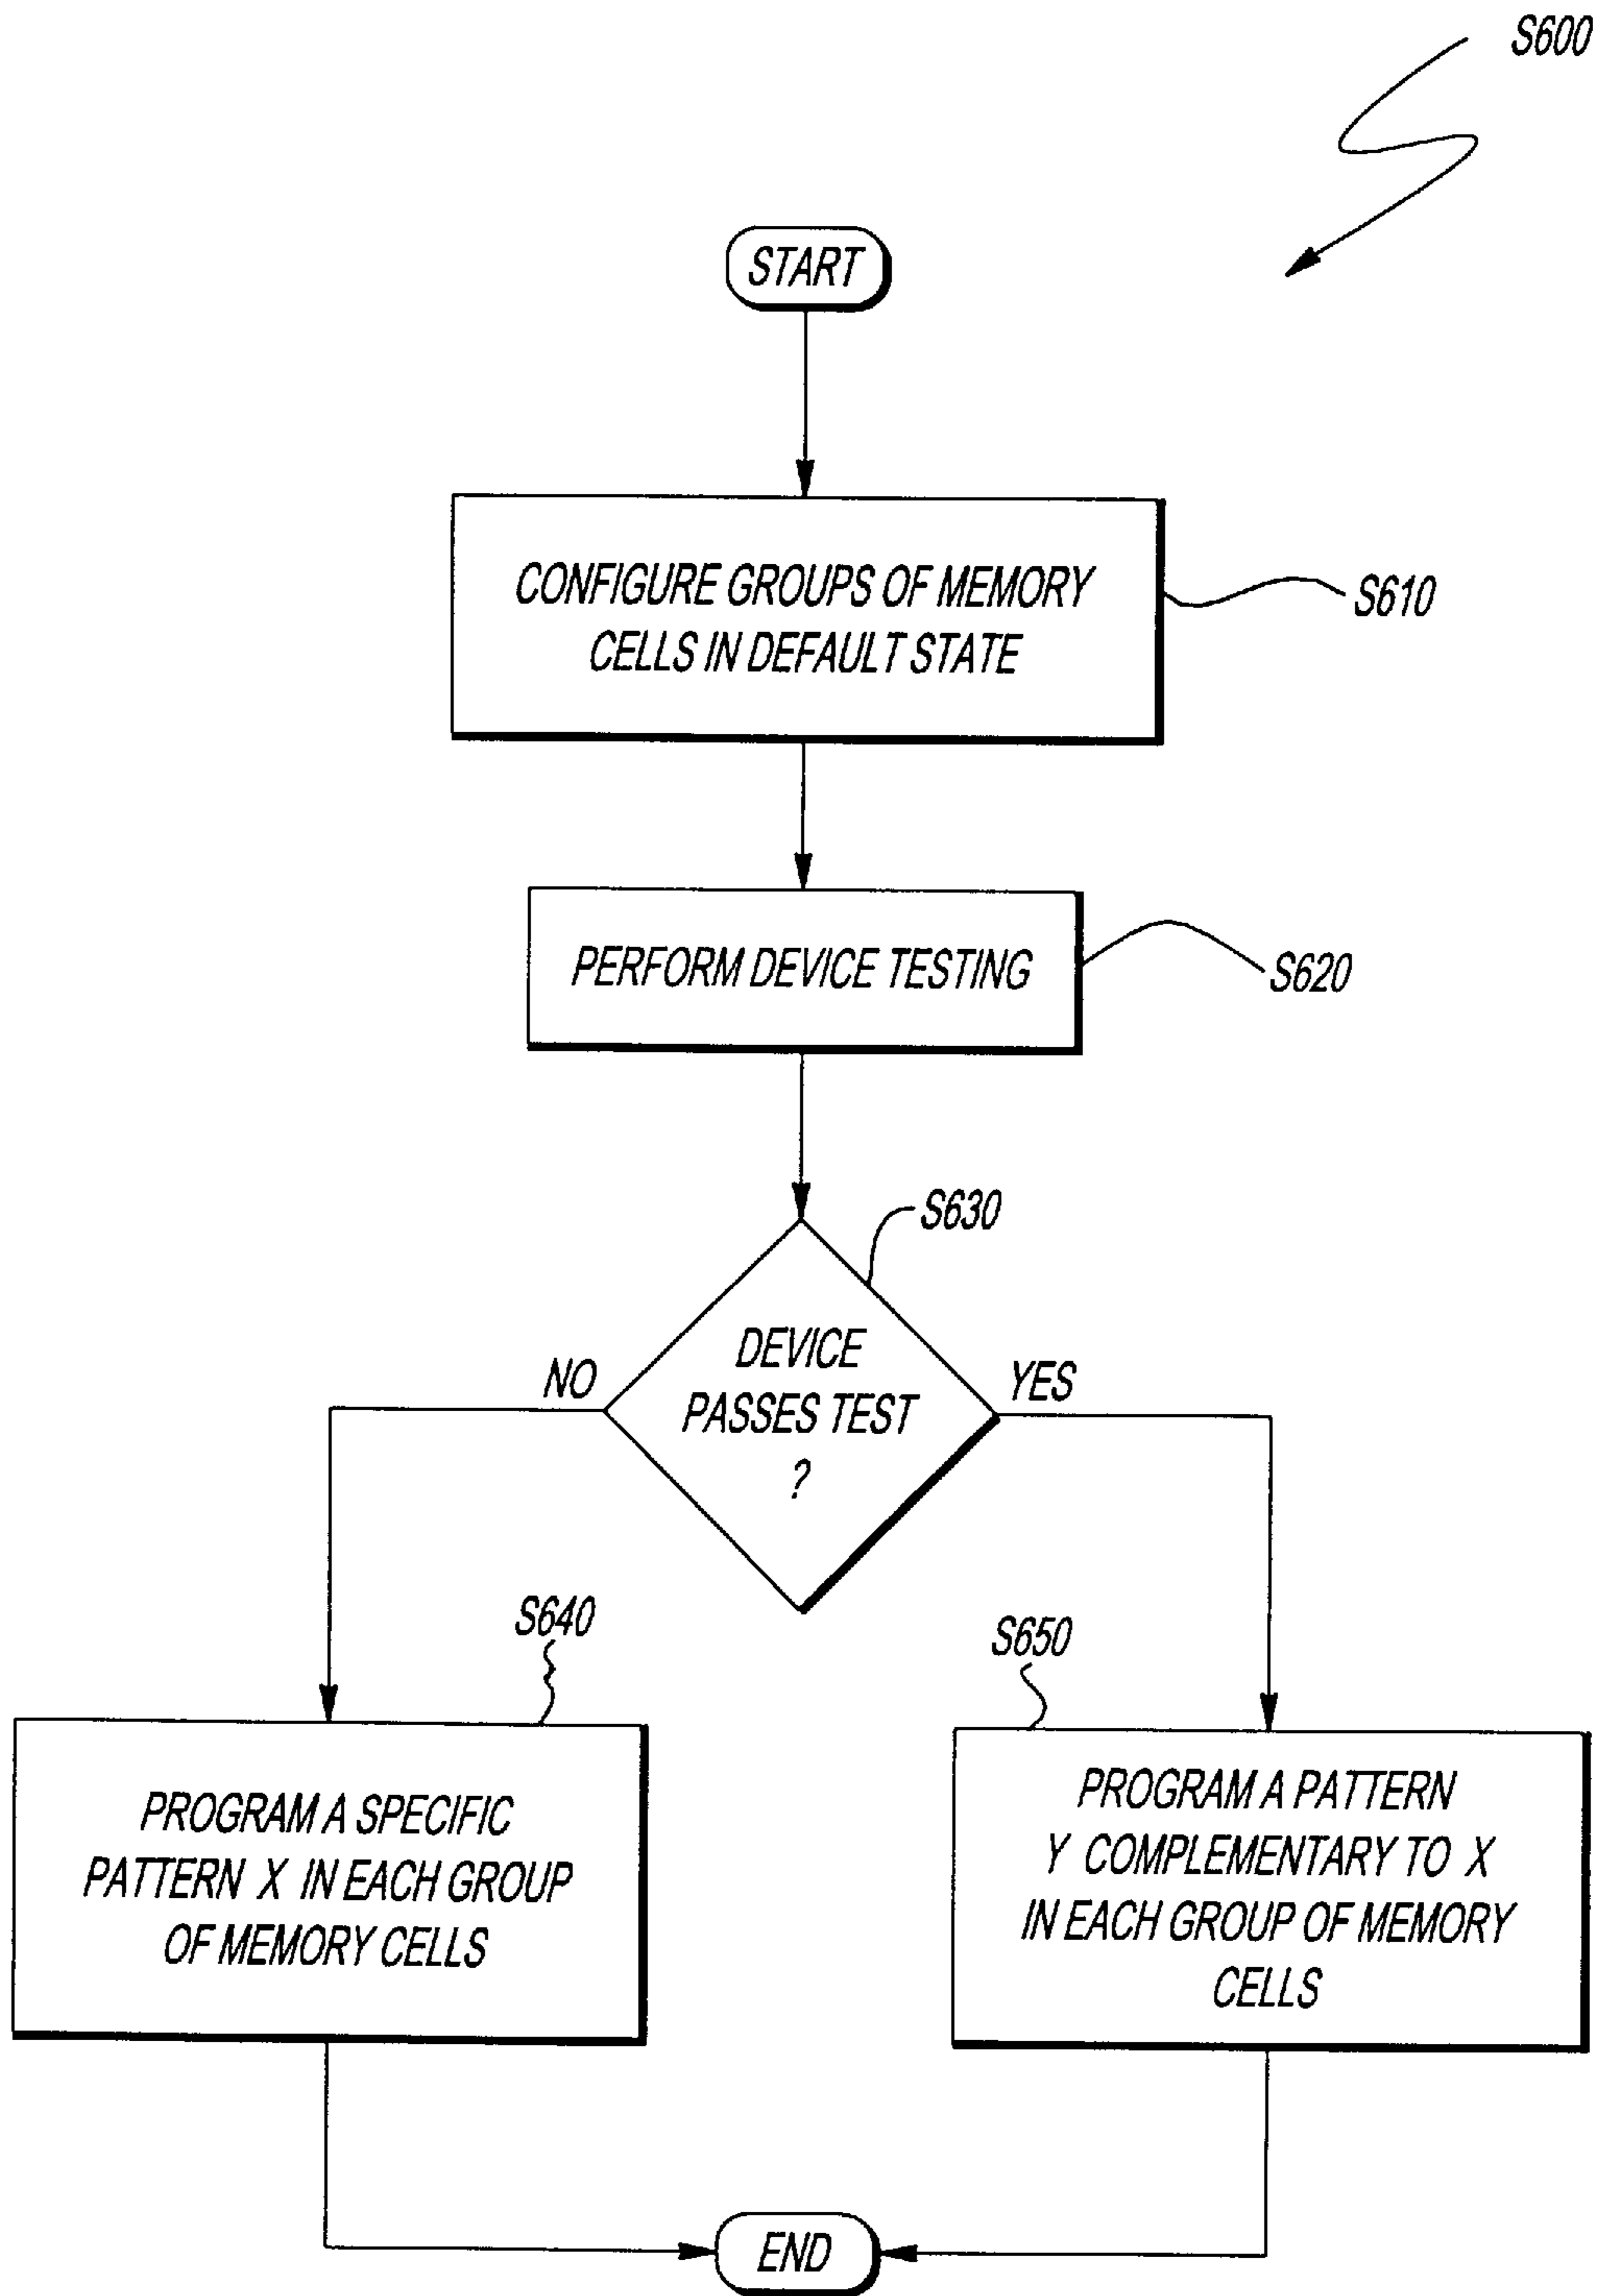 S600
START
CONFIGURE GROUPS OF MEMORY
CELLS IN DEFAULT STATE
S610
PERFORM DEVICE TESTING
S620
S630
DEVICE
PASSES TEST
?
NO
YES
S640
S650
PROGRAM A SPECIFIC
PATTERN X IN EACH GROUP
OF MEMORY CELLS
PROGRAM A PATTERN
Y COMPLEMENTARY TO X
IN EACH GROUP OF MEMORY
CELLS
END